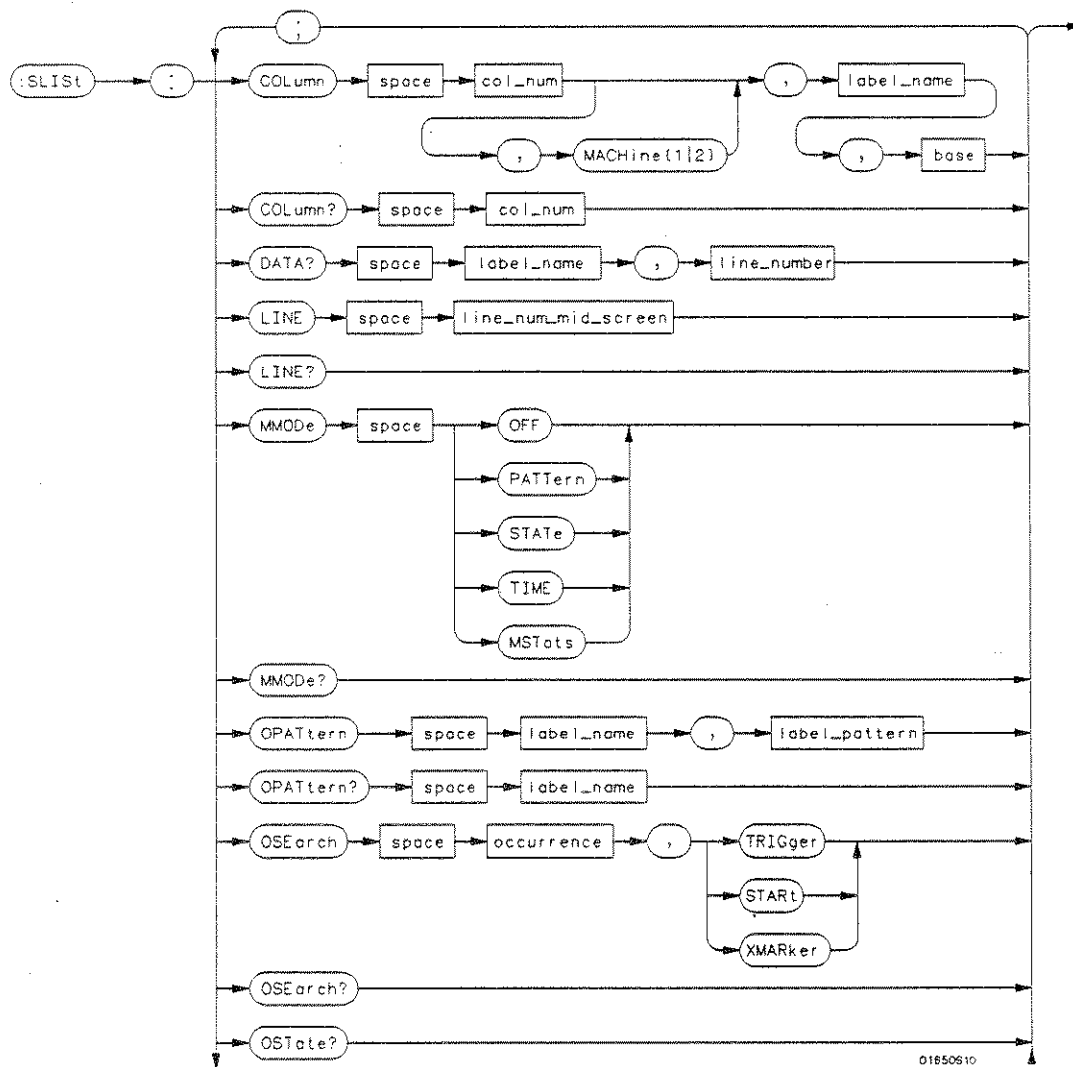 ;
:SLISt : COLumn space col_num , label_name
, MACHine{1|2} , base
COLumn? space col_num
DATA? space label_name , line_number
LINE space line_num_mid_screen
LINE?
MMODe space OFF
PATTern
STATe
TIME
MSTats
MMODe?
OPATtern space label_name , label_pattern
OPATtern? space label_name
OSEarch space occurrence , TRIGger
STARt
XMARker
OSEarch?
OSTate?
01650S10